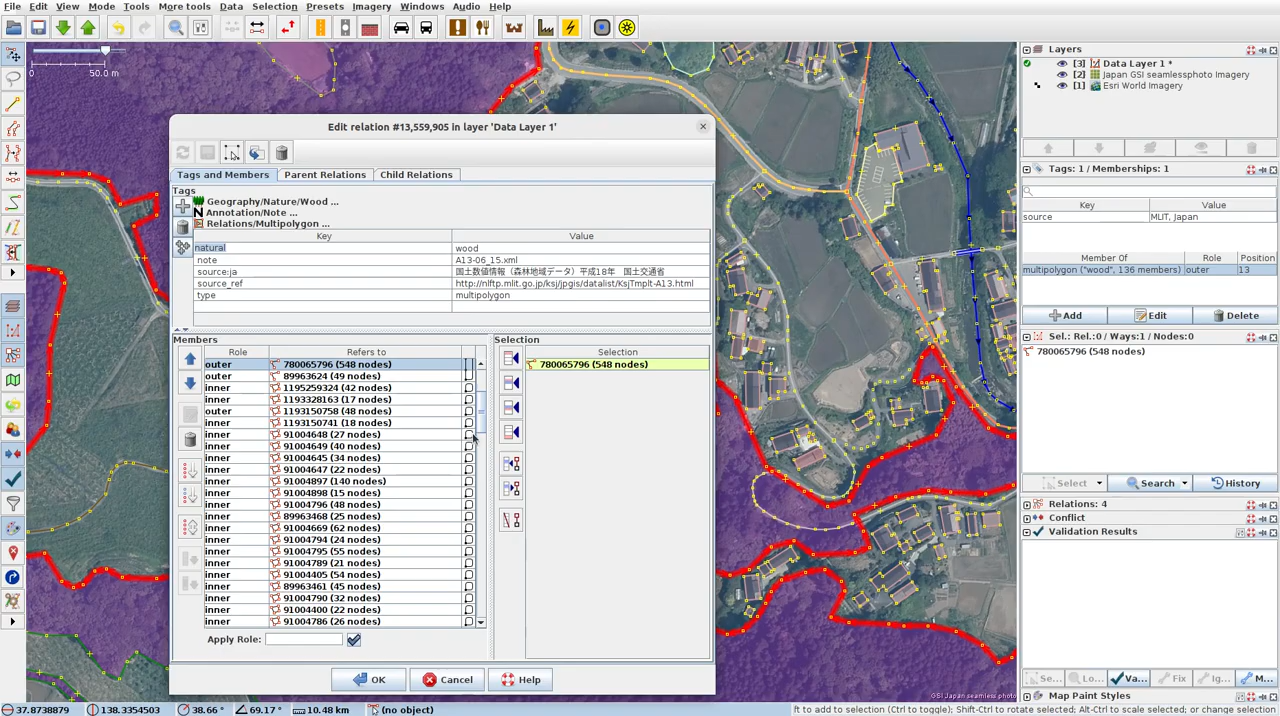 File Edit View Mode Tools More tools Data Selection Presets Imagery Windows Audio Help
0 50.0 m
Edit relation #13,559,905 in layer 'Data Layer 1'
Tags and Members Parent Relations Child Relations
Tags
Geography/Nature/Wood ...
Annotation/Note ...
Relations/Multipolygon ...
Key Value
natural wood
note A13-06_15.xml
source:ja 国土数値情報（森林地域データ）平成18年　国土交通省
source_ref http://nlftp.mlit.go.jp/ksj/jpgis/datalist/KsjTmplt-A13.html
type multipolygon
Members
Role Refers to
outer 780065796 (548 nodes)
outer 89963624 (49 nodes)
inner 1195259324 (42 nodes)
inner 1193328163 (17 nodes)
outer 1193150758 (48 nodes)
inner 1193150741 (18 nodes)
inner 91004648 (27 nodes)
inner 91004649 (40 nodes)
inner 91004645 (34 nodes)
inner 91004647 (22 nodes)
inner 91004897 (140 nodes)
inner 91004898 (15 nodes)
inner 91004796 (48 nodes)
inner 89963468 (25 nodes)
inner 91004669 (62 nodes)
inner 91004794 (24 nodes)
inner 91004795 (55 nodes)
inner 91004789 (21 nodes)
inner 91004405 (54 nodes)
inner 89963461 (45 nodes)
inner 91004790 (32 nodes)
inner 91004400 (22 nodes)
inner 91004786 (26 nodes)
Apply Role:
Selection
Selection
780065796 (548 nodes)
OK Cancel Help
Layers
[3] Data Layer 1 *
[2] Japan GSI seamlessphoto Imagery
[1] Esri World Imagery
Tags: 1 / Memberships: 1
Key Value
source MLIT, Japan
Member Of Role Position
multipolygon ("wood", 136 members) outer 13
Add Edit Delete
Sel.: Rel.:0 / Ways:1 / Nodes:0
780065796 (548 nodes)
Select Search History
Relations: 4
Conflict
Validation Results
Se... Lo... Va... Fix Ig... M...
Map Paint Styles
GSI Japan seamless photo
37.8738879 138.3354503 38.66 ° 69.17° 10.48 km (no object) ft to add to selection (Ctrl to toggle); Shift-Ctrl to rotate selected; Alt-Ctrl to scale selected; or change selection